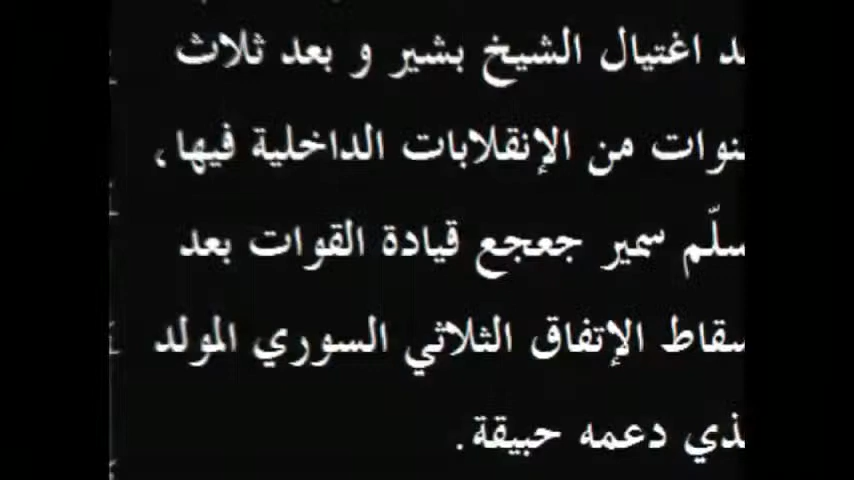 اغتيال الشيخ بشير و بعد ثلاث
من الإنقلابات الداخلية فيها،
سمير جعجع قيادة القوات بعد
الإتفاق الثلاثي السوري المولد
دعمه حبيقة.